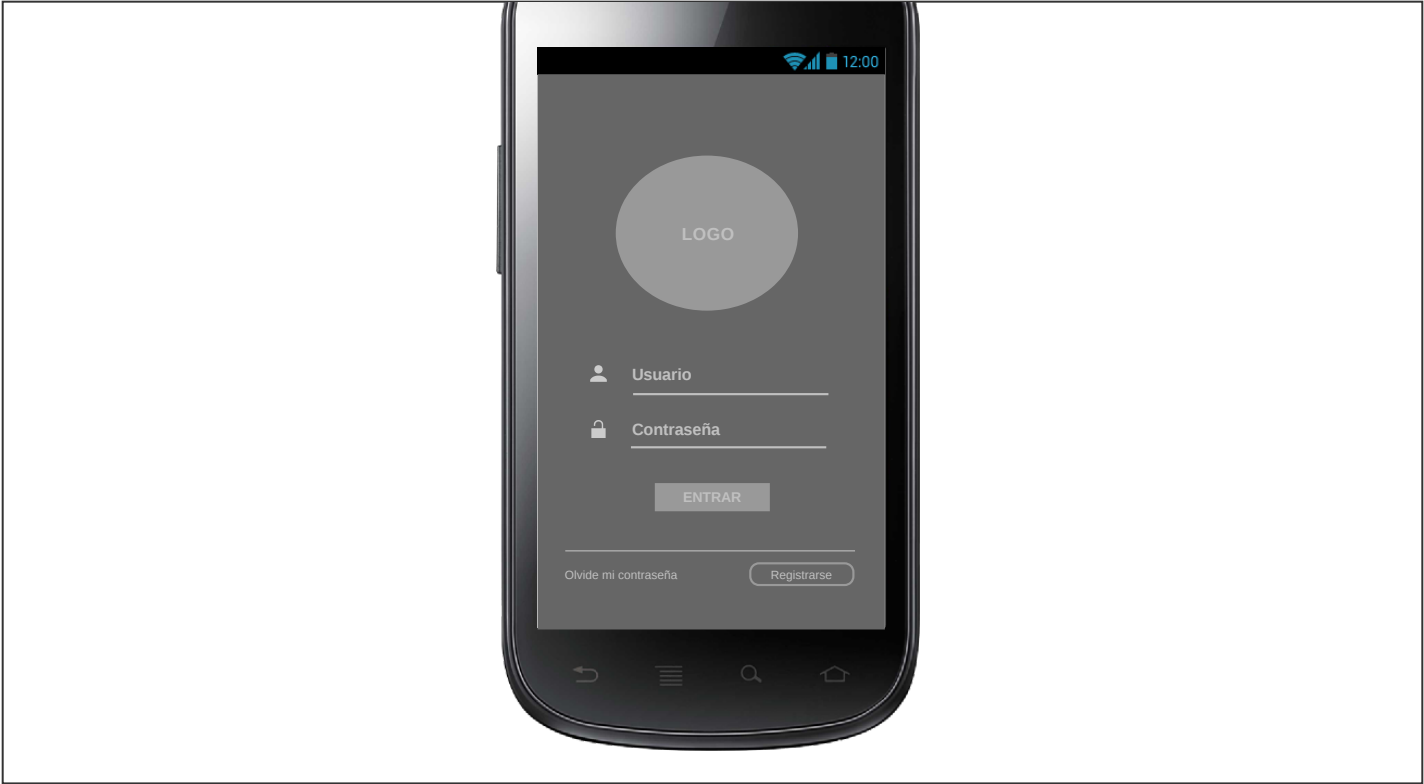 12:00
LOGO
Usuario
Contraseña
ENTRAR
Olvide mi contraseña
Registrarse